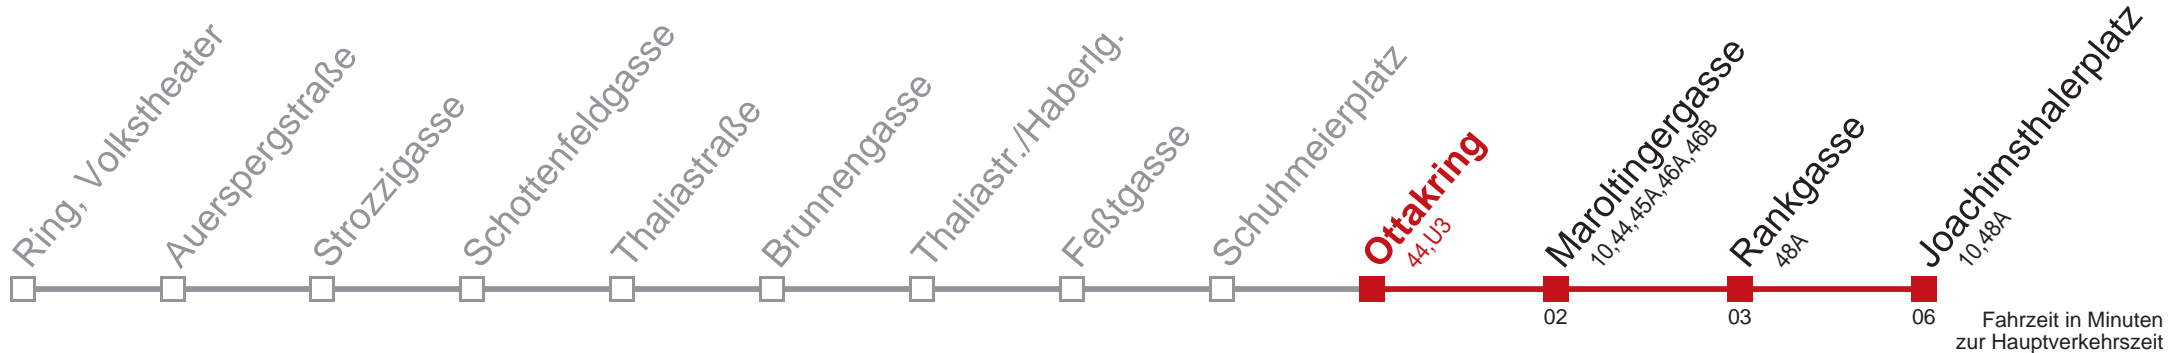 Ring, Volkstheater
Auerspergstraße
Strozzigasse
Schottenfeldgasse
Thaliastraße
Brunnengasse
Thaliastr./Haberlg.
Feßtgasse
Schuhmeierplatz
Ottakring
44,U3
Maroltingergasse
10,44,45A,46A,46B
Rankgasse
48A
Joachimsthalerplatz
10,48A
02
03
06
Fahrzeit in Minuten
zur Hauptverkehrszeit